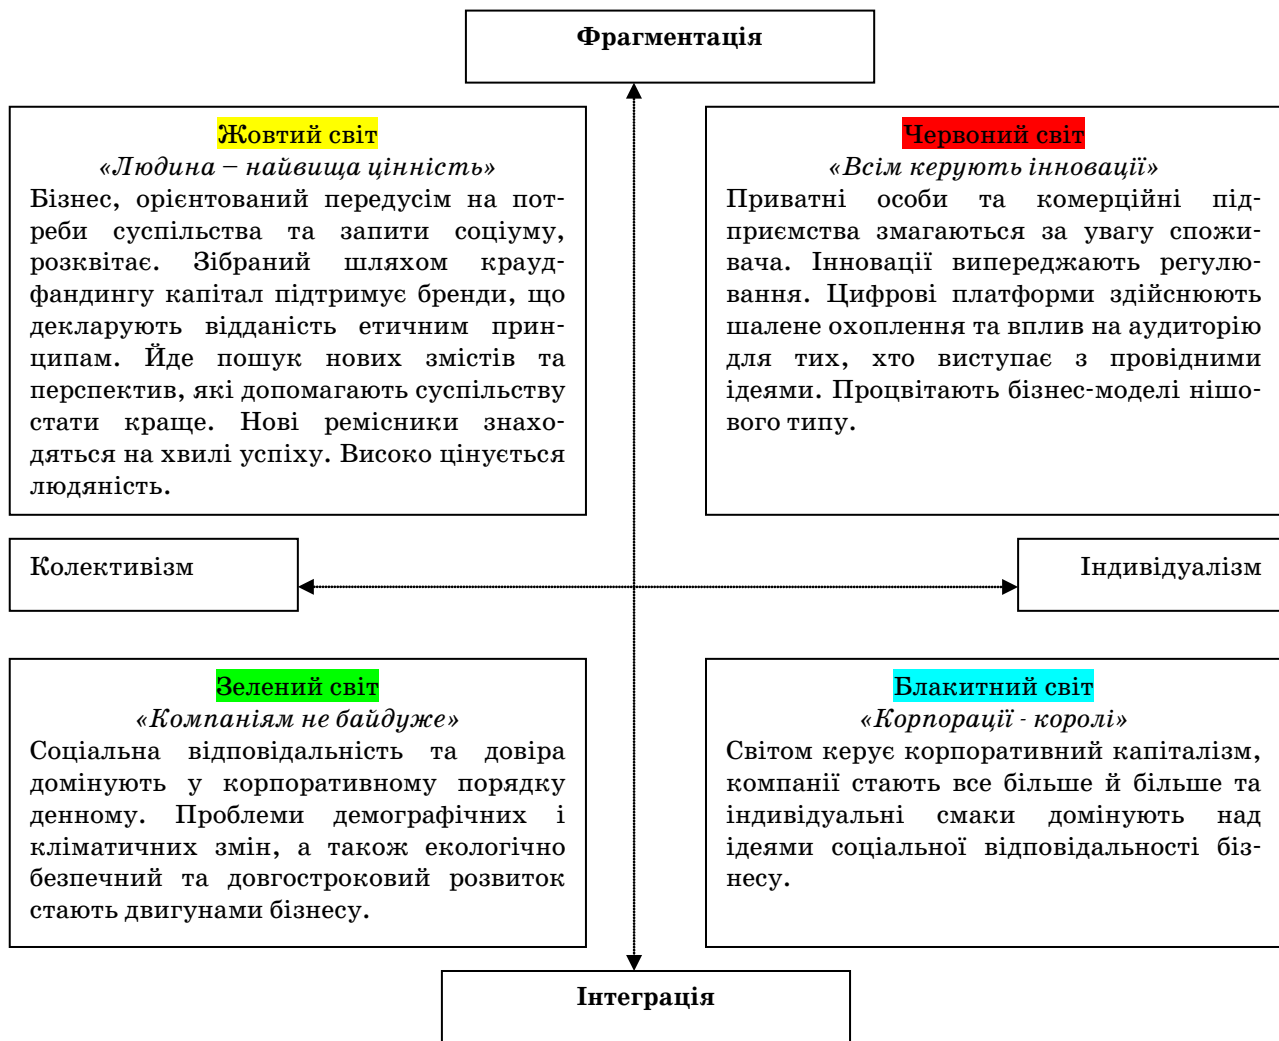 Фрагментація
Жовтий світ
«Людина – найвища цінність»
Бізнес, орієнтований передусім на пот-
реби суспільства та запити соціуму,
розквітає. Зібраний шляхом крауд-
фандингу капітал підтримує бренди, що
декларують відданість етичним прин-
ципам. Йде пошук нових змістів та
перспектив, які допомагають суспільству
стати краще. Нові ремісники знахо-
дяться на хвилі успіху. Високо цінується
людяність.
Червоний світ
«Всім керують інновації»
Приватні особи та комерційні під-
приємства змагаються за увагу спожи-
вача. Інновації випереджають регулю-
вання. Цифрові платформи здійснюють
шалене охоплення та вплив на аудиторію
для тих, хто виступає з провідними
ідеями. Процвітають бізнес-моделі нішо-
вого типу.
Колективізм
Індивідуалізм
Зелений світ
«Компаніям не байдуже»
Соціальна відповідальність та довіра
домінують у корпоративному порядку
денному. Проблеми демографічних і
кліматичних змін, а також екологічно
безпечний та довгостроковий розвиток
стають двигунами бізнесу.
Блакитний світ
«Корпорації - королі»
Світом керує корпоративний капіталізм,
компанії стають все більше й більше та
індивідуальні смаки домінують над
ідеями соціальної відповідальності біз-
несу.
Інтеграція